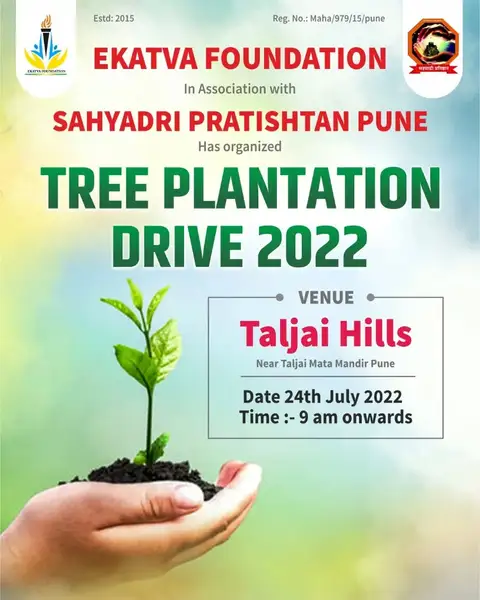 Estd: 2015
Reg. No.: Maha/979/15/pune
EKATVA FOUNDATION
EKATVA FOUNDATION
In Association with
SAHYADRI PRATISHTAN PUNE
Has organized
TREE PLANTATION
DRIVE 2022
VENUE
Taljai Hills
Near Taljai Mata Mandir Pune
Date 24th July 2022
Time :- 9 am onwards